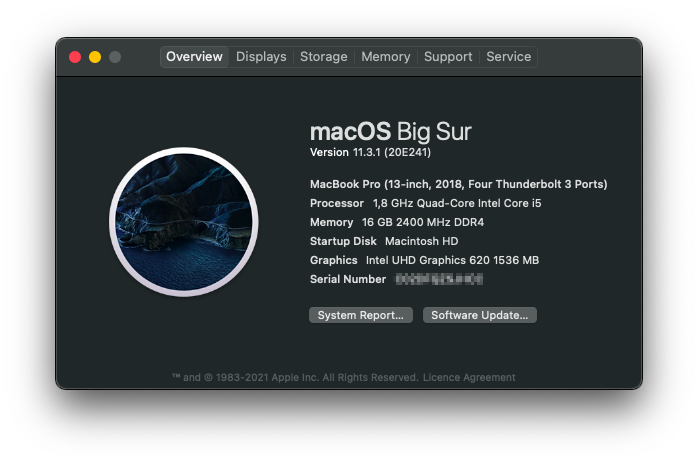 Overview Displays Storage Memory Support Service
macOS Big Sur
Version 11.3.1 (20E241)
MacBook Pro (13-inch, 2018, Four Thunderbolt 3 Ports)
Processor 1,8 GHz Quad-Core Intel Core i5
Memory 16 GB 2400 MHz DDR4
Startup Disk Macintosh HD
Graphics Intel UHD Graphics 620 1536 MB
Serial Number
System Report... Software Update...
™ and © 1983-2021 Apple Inc. All Rights Reserved. Licence Agreement